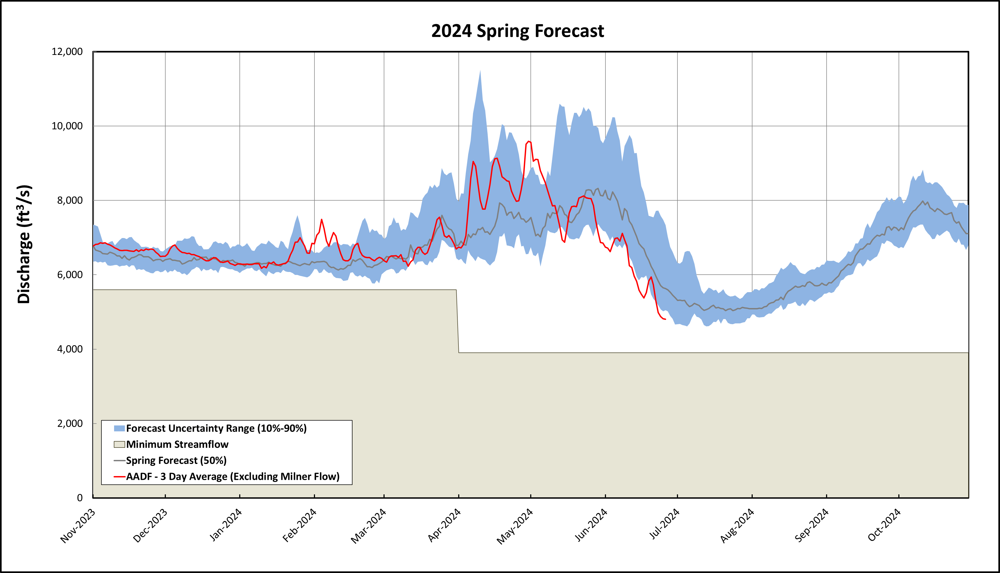 2024 Spring Forecast
Discharge (ft³/s)
12,000
10,000
8,000
6,000
4,000
2,000
0
Forecast Uncertainty Range (10%-90%)
Minimum Streamflow
Spring Forecast (50%)
AADF - 3 Day Average (Excluding Milner Flow)
Nov-2023
Dec-2023
Jan-2024
Feb-2024
Mar-2024
Apr-2024
May-2024
Jun-2024
Jul-2024
Aug-2024
Sep-2024
Oct-2024